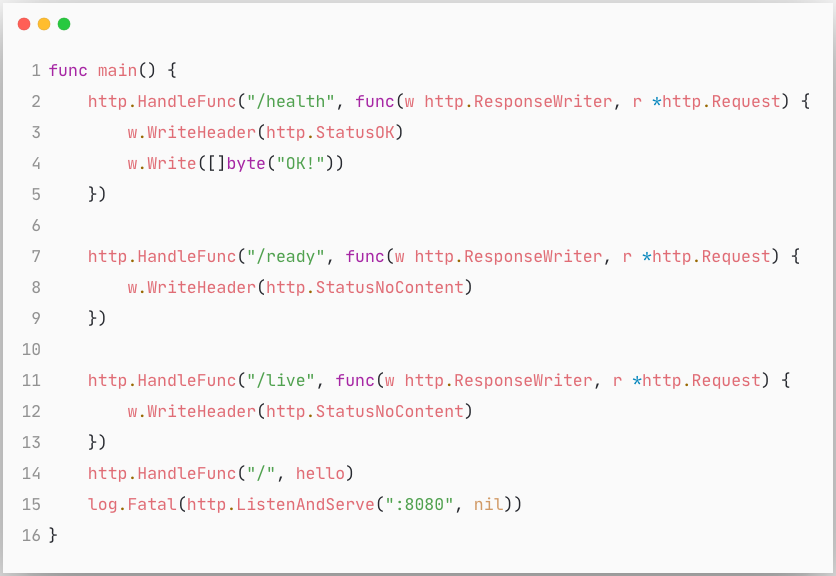 1 func main() {
2     http.HandleFunc("/health", func(w http.ResponseWriter, r *http.Request) {
3         w.WriteHeader(http.StatusOK)
4         w.Write([]byte("OK!"))
5     })
6
7     http.HandleFunc("/ready", func(w http.ResponseWriter, r *http.Request) {
8         w.WriteHeader(http.StatusNoContent)
9     })
10
11     http.HandleFunc("/live", func(w http.ResponseWriter, r *http.Request) {
12         w.WriteHeader(http.StatusNoContent)
13     })
14     http.HandleFunc("/", hello)
15     log.Fatal(http.ListenAndServe(":8080", nil))
16 }